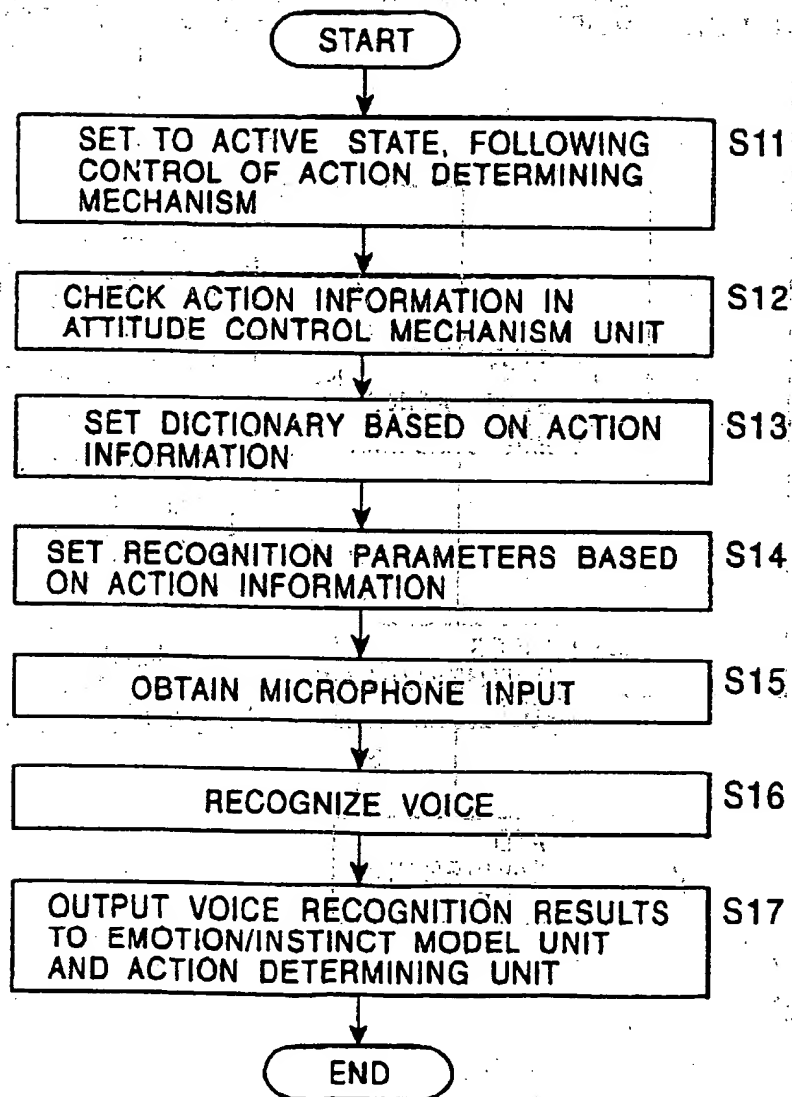 START
SET TO ACTIVE STATE, FOLLOWING
CONTROL OF ACTION DETERMINING
MECHANISM
S11
CHECK ACTION INFORMATION IN
ATTITUDE CONTROL MECHANISM UNIT
S12
SET DICTIONARY BASED ON ACTION
INFORMATION
S13
SET RECOGNITION PARAMETERS BASED
ON ACTION INFORMATION
S14
OBTAIN MICROPHONE INPUT
S15
RECOGNIZE VOICE
S16
OUTPUT VOICE RECOGNITION RESULTS
TO EMOTION/INSTINCT MODEL UNIT
AND ACTION DETERMINING UNIT
S17
END